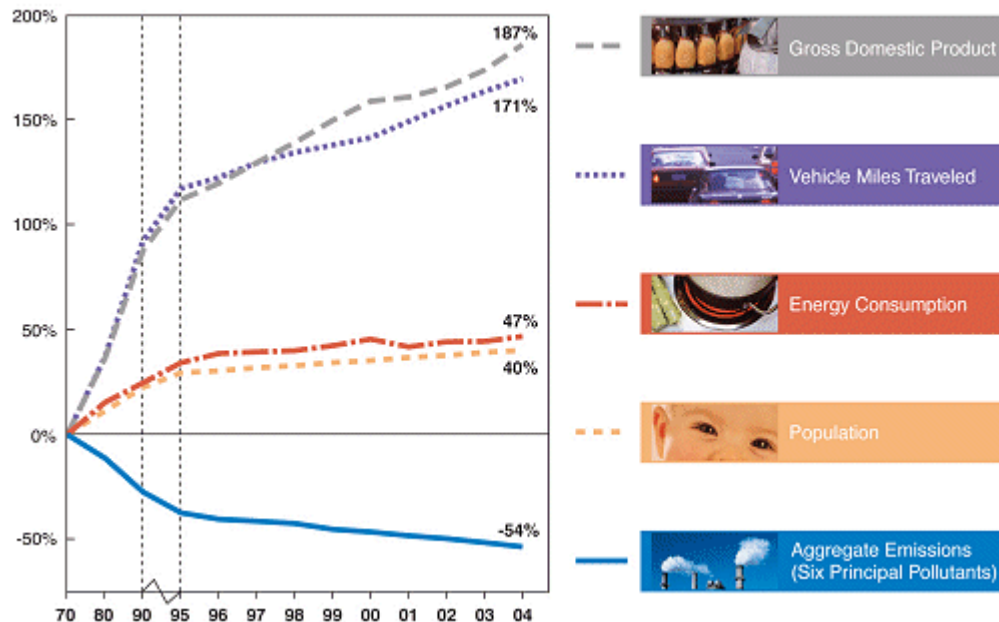 200%
150%
100%
50%
0%
-50%
187%
171%
47%
40%
-54%
70 80 90 95 96 97 98 99 00 01 02 03 04
Gross Domestic Product
Vehicle Miles Traveled
Energy Consumption
Population
Aggregate Emissions
(Six Principal Pollutants)